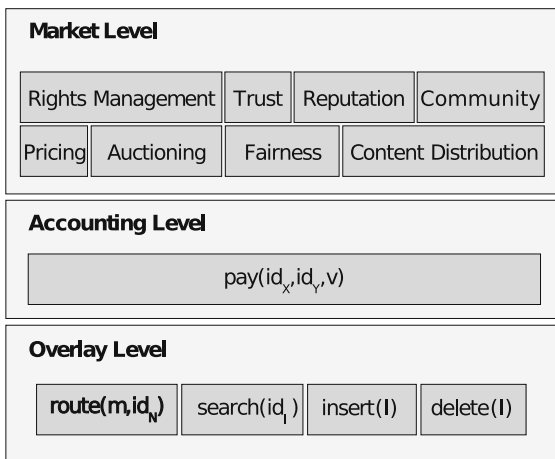 Market Level
Rights Management Trust Reputation Community
Pricing Auctioning Fairness Content Distribution
Accounting Level
pay(id_X,id_Y,v)
Overlay Level
route(m,id_N) search(id_I) insert(I) delete(I)